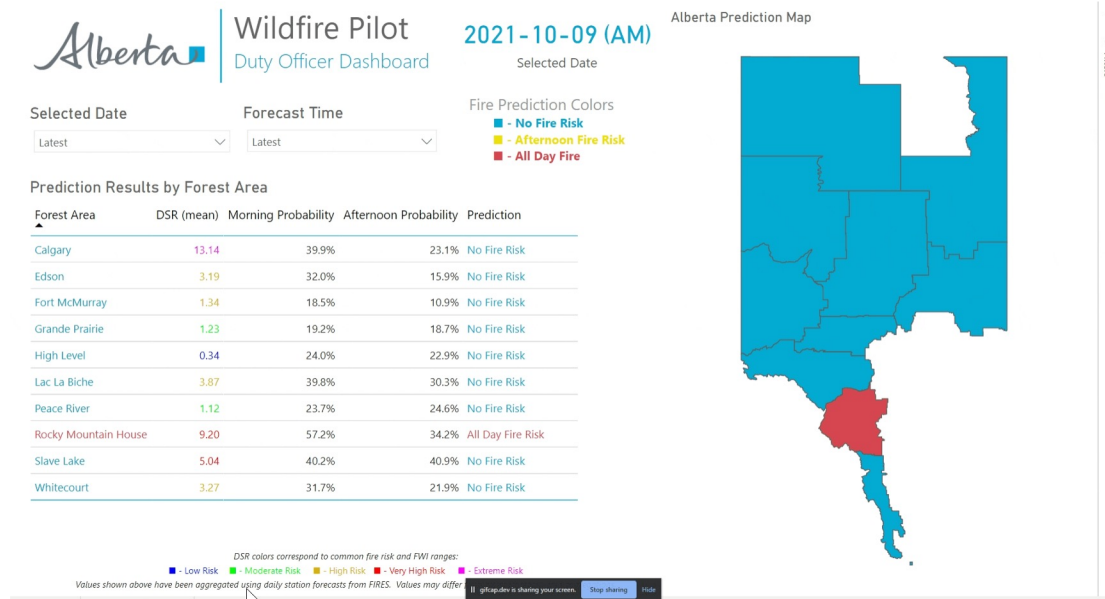 Alberta
Wildfire Pilot
Duty Officer Dashboard
2021-10-09 (AM)
Selected Date
Alberta Prediction Map
Selected Date
Forecast Time
Latest
Latest
Fire Prediction Colors
- No Fire Risk
- Afternoon Fire Risk
- All Day Fire
Prediction Results by Forest Area
Forest Area DSR (mean) Morning Probability Afternoon Probability Prediction
Calgary 13.14 39.9% 23.1% No Fire Risk
Edson 3.19 32.0% 15.9% No Fire Risk
Fort McMurray 1.34 18.5% 10.9% No Fire Risk
Grande Prairie 1.23 19.2% 18.7% No Fire Risk
High Level 0.34 24.0% 22.9% No Fire Risk
Lac La Biche 3.87 39.8% 30.3% No Fire Risk
Peace River 1.12 23.7% 24.6% No Fire Risk
Rocky Mountain House 9.20 57.2% 34.2% All Day Fire Risk
Slave Lake 5.04 40.2% 40.9% No Fire Risk
Whitecourt 3.27 31.7% 21.9% No Fire Risk
DSR colors correspond to common fire risk and FWI ranges:
- Low Risk - Moderate Risk - High Risk - Very High Risk - Extreme Risk
Values shown above have been aggregated using daily station forecasts from FIRES. Values may differ
gifcap.dev is sharing your screen. Stop sharing Hide